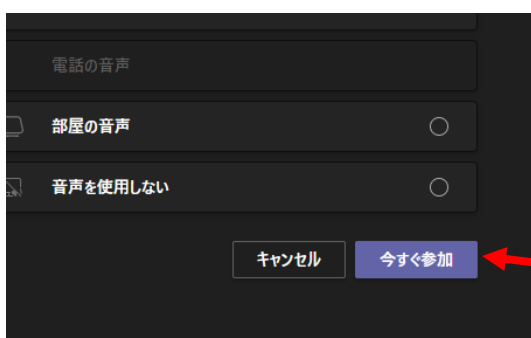 電話の音声
部屋の音声
音声を使用しない
キャンセル
今すぐ参加